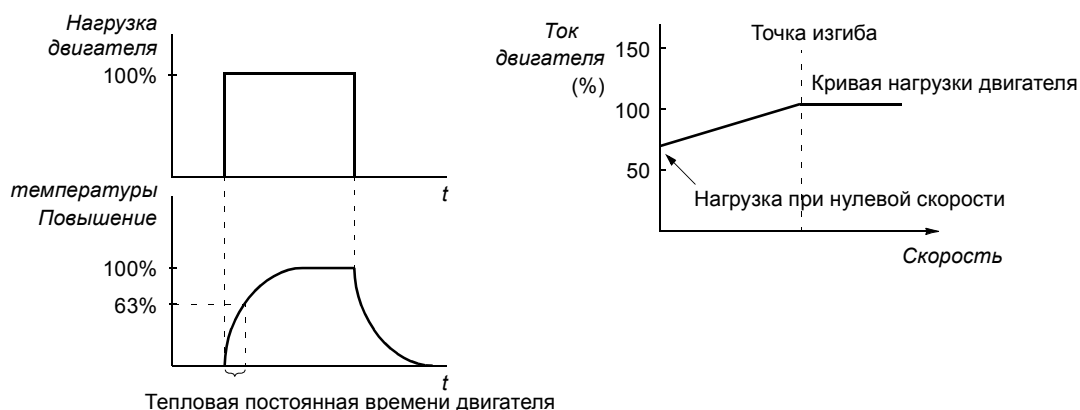 Нагрузка
двигателя
100%
t
температуры
Повышение
100%
63%
t
Тепловая постоянная времени двигателя
Ток
двигателя
(%)
150
100
50
Точка изгиба
Кривая нагрузки двигателя
Нагрузка при нулевой скорости
Скорость